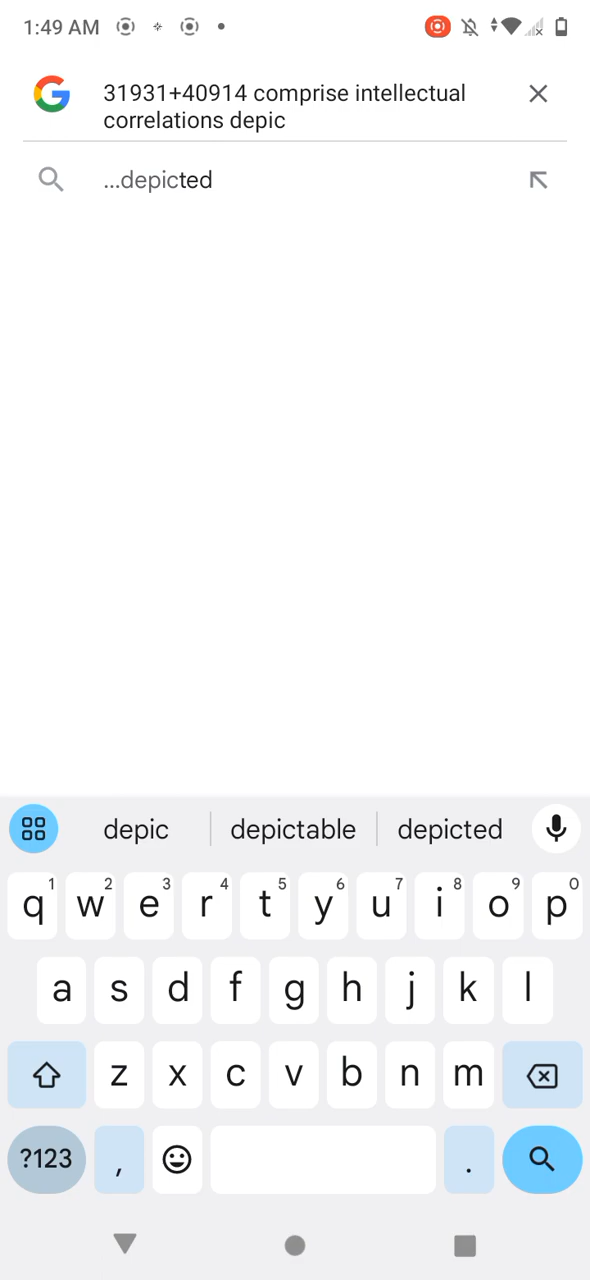 1:49 AM
31931+40914 comprise intellectual
correlations depic
...depicted
depic depictable depicted
q1 w2 e3 r4 t5 y6 u7 i8 o9 p0
a s d f g h j k l
z x c v b n m
?123 , .